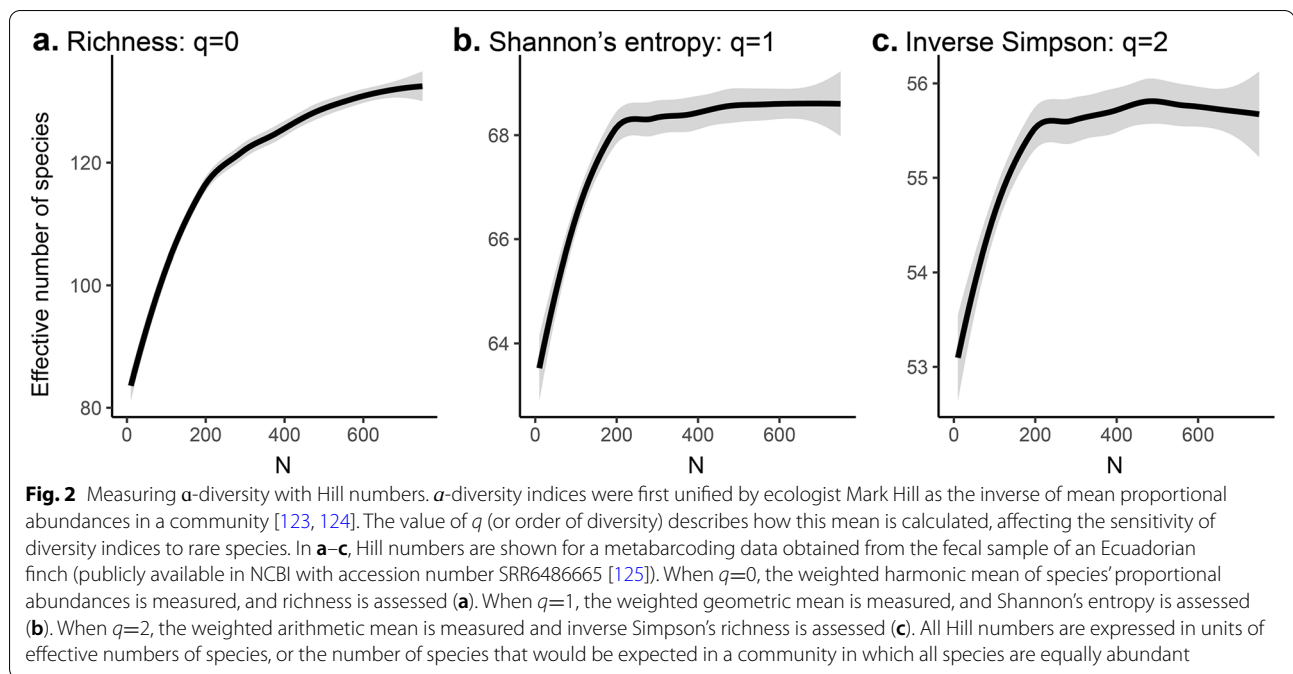 a. Richness: q=0
b. Shannon's entropy: q=1
c. Inverse Simpson: q=2
Effective number of species
120
100
80
0 200 400 600
N
68
66
64
0 200 400 600
N
56
55
54
53
0 200 400 600
N
Fig. 2 Measuring α-diversity with Hill numbers. a-diversity indices were first unified by ecologist Mark Hill as the inverse of mean proportional
abundances in a community [123, 124]. The value of q (or order of diversity) describes how this mean is calculated, affecting the sensitivity of
diversity indices to rare species. In a–c, Hill numbers are shown for a metabarcoding data obtained from the fecal sample of an Ecuadorian
finch (publicly available in NCBI with accession number SRR6486665 [125]). When q=0, the weighted harmonic mean of species' proportional
abundances is measured, and richness is assessed (a). When q=1, the weighted geometric mean is measured, and Shannon's entropy is assessed
(b). When q=2, the weighted arithmetic mean is measured and inverse Simpson's richness is assessed (c). All Hill numbers are expressed in units of
effective numbers of species, or the number of species that would be expected in a community in which all species are equally abundant